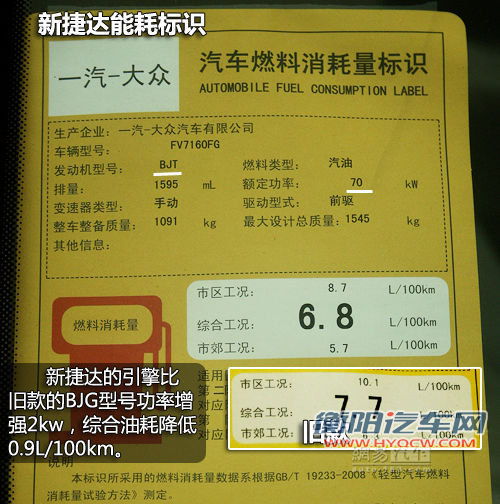 新捷达能耗标识
一汽-大众
汽车燃料消耗量标识
AUTOMOBILE FUEL CONSUMPTION LABEL
生产企业: 一汽-大众汽车有限公司
车辆型号: FV7160FG
发动机型号: BJT 燃料类型: 汽油
排量: 1595 mL 额定功率: 70 kW
变速器类型: 手动 驱动型式: 前驱
整车整备质量: 1091 kg 最大设计总质量: 1545 kg
其他信息:
市区工况: 8.7 L/100km
综合工况: 6.8 L/100km
市郊工况: 5.7 L/100km
燃料消耗量
新捷达的引擎比
旧款的BJG型号功率增
强2kw，综合油耗降低
0.9L/100km。
市区工况: 10.1 L/100km
综合工况: 7.7
市郊工况:
旧款
衡阳汽车网
WWW.HYQCW.COM
说明
本标识所采用的燃料消耗量数据系根据GB/T 19233-2008《轻型汽车燃料
消耗量试验方法》测定。